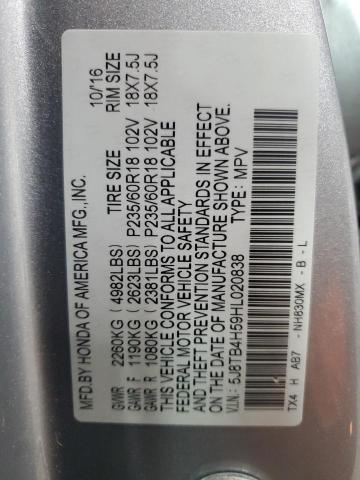 MFD.BY HONDA OF AMERICA MFG.,INC. 10/16
TIRE SIZE RIM SIZE
GVWR 2260KG (4982LBS)
GAWR F 1190KG (2623LBS) P235/60R18 102V 18X7.5J
GAWR R 1080KG (2381LBS) P235/60R18 102V 18X7.5J
THIS VEHICLE CONFORMS TO ALL APPLICABLE
FEDERAL MOTOR VEHICLE SAFETY
AND THEFT PREVENTION STANDARDS IN EFFECT
ON THE DATE OF MANUFACTURE SHOWN ABOVE.
V.I.N.: 5J8TB4H59HL020838 TYPE: MPV
TX4 H AB7 - NH830MX - B - L